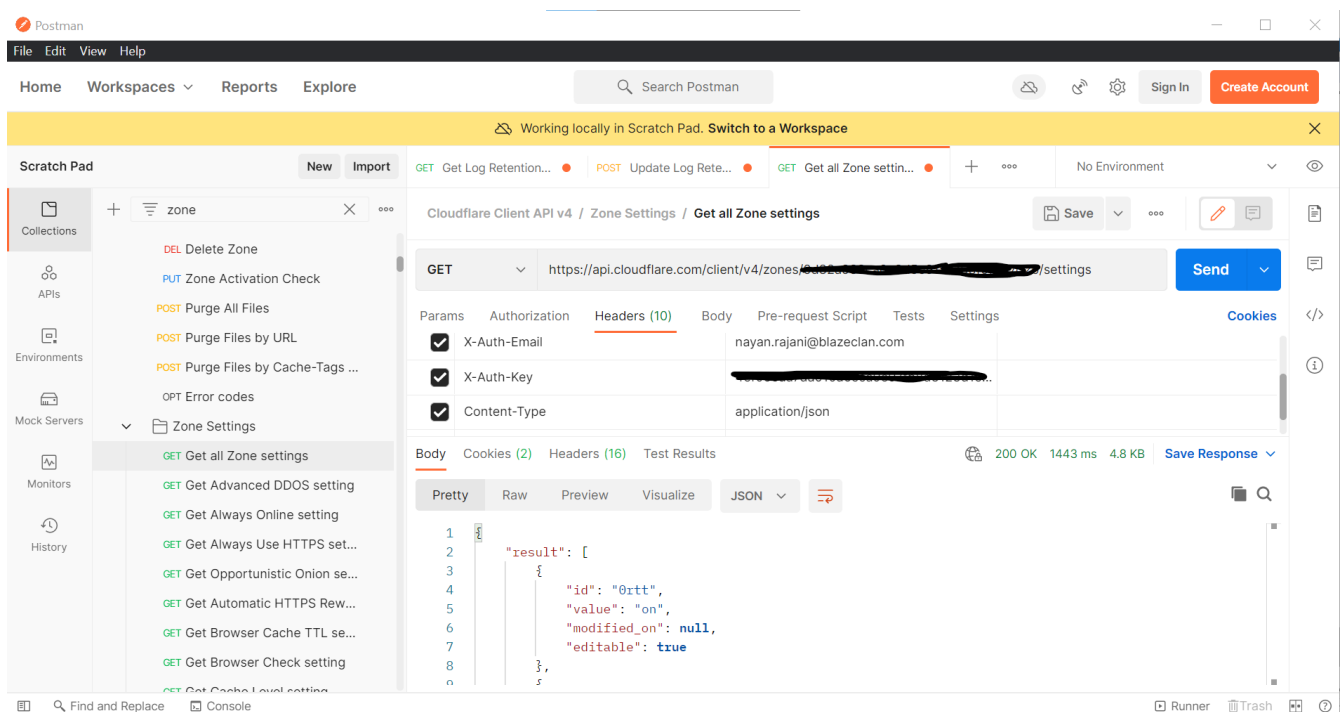 Postman
File Edit View Help
Home Workspaces Reports Explore
Search Postman
Sign In
Create Account
Working locally in Scratch Pad. Switch to a Workspace
Scratch Pad
New
Import
GET Get Log Retention...
POST Update Log Rete...
GET Get all Zone settin...
No Environment
Collections
APIs
Environments
Mock Servers
Monitors
History
zone
DEL Delete Zone
PUT Zone Activation Check
POST Purge All Files
POST Purge Files by URL
POST Purge Files by Cache-Tags ...
OPT Error codes
Zone Settings
GET Get all Zone settings
GET Get Advanced DDOS setting
GET Get Always Online setting
GET Get Always Use HTTPS set...
GET Get Opportunistic Onion se...
GET Get Automatic HTTPS Rew...
GET Get Browser Cache TTL se...
GET Get Browser Check setting
GET Get Cache Level setting
Cloudflare Client API v4 / Zone Settings / Get all Zone settings
Save
GET
https://api.cloudflare.com/client/v4/zones/ /settings
Send
Params Authorization Headers (10) Body Pre-request Script Tests Settings
Cookies
X-Auth-Email nayan.rajani@blazeclan.com
X-Auth-Key
Content-Type application/json
Body Cookies (2) Headers (16) Test Results
200 OK 1443 ms 4.8 KB Save Response
Pretty Raw Preview Visualize JSON
1 {
2 "result": [
3 {
4 "id": "0rtt",
5 "value": "on",
6 "modified_on": null,
7 "editable": true
8 },
9 {
Find and Replace Console
Runner Trash